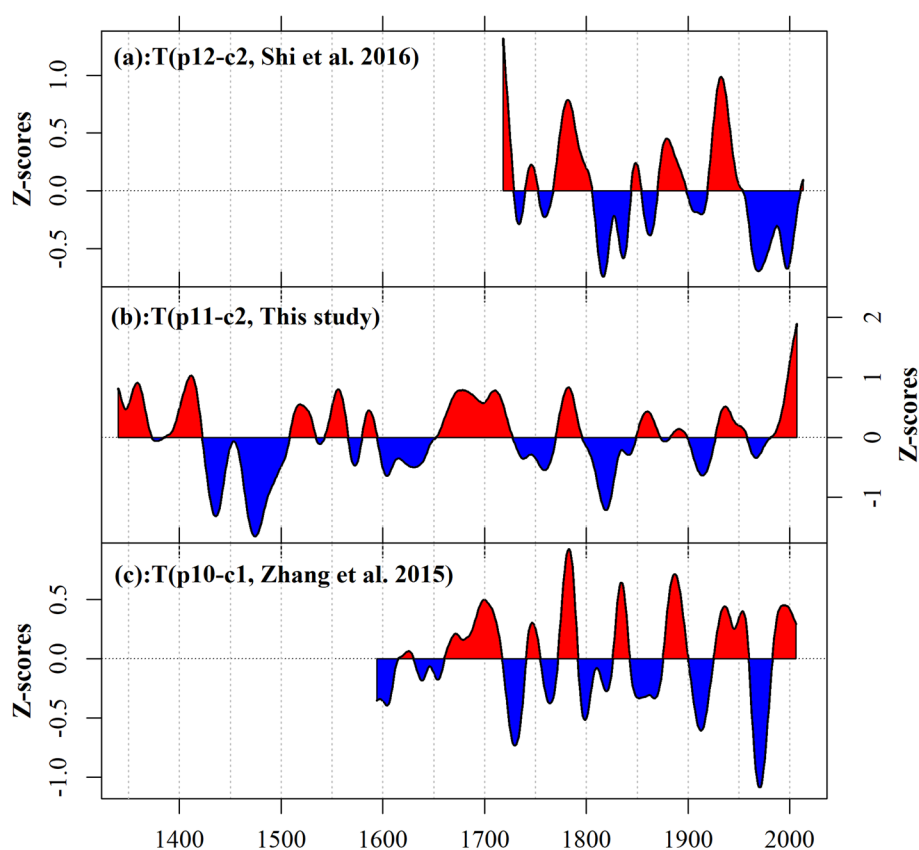 (a):T(p12-c2, Shi et al. 2016)
Z-scores
1.0
0.5
0.0
-0.5
(b):T(p11-c2, This study)
Z-scores
2
1
0
-1
(c):T(p10-c1, Zhang et al. 2015)
Z-scores
0.5
0.0
-0.5
-1.0
1400 1500 1600 1700 1800 1900 2000